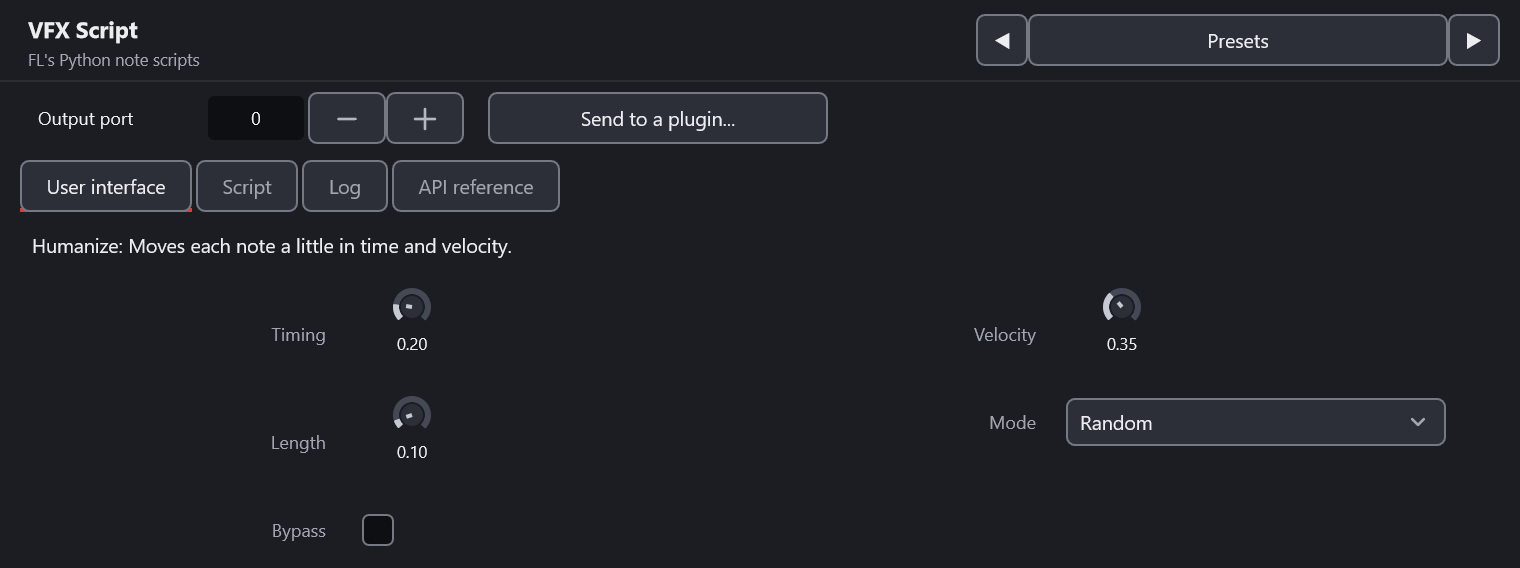 VFX Script
FL's Python note scripts
Presets
Output port 0 Send to a plugin...
User interface Script Log API reference
Humanize: Moves each note a little in time and velocity.
Timing 0.20 Velocity 0.35
Length 0.10 Mode Random
Bypass